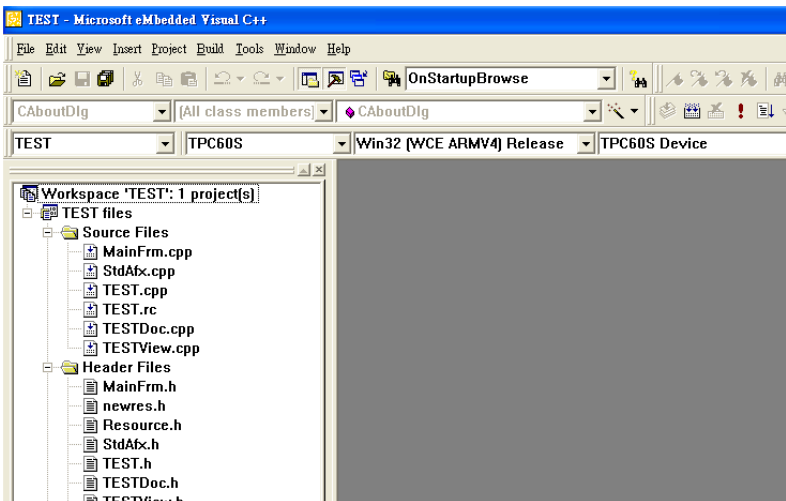 TEST - Microsoft eMbedded Visual C++
File Edit View Insert Project Build Tools Window Help
OnStartupBrowse
CAboutDlg [All class members] CAboutDlg
TEST TPC60S Win32 (WCE ARMV4) Release TPC60S Device
Workspace 'TEST': 1 project(s)
TEST files
Source Files
MainFrm.cpp
StdAfx.cpp
TEST.cpp
TEST.rc
TESTDoc.cpp
TESTView.cpp
Header Files
MainFrm.h
newres.h
Resource.h
StdAfx.h
TEST.h
TESTDoc.h
TESTView.h